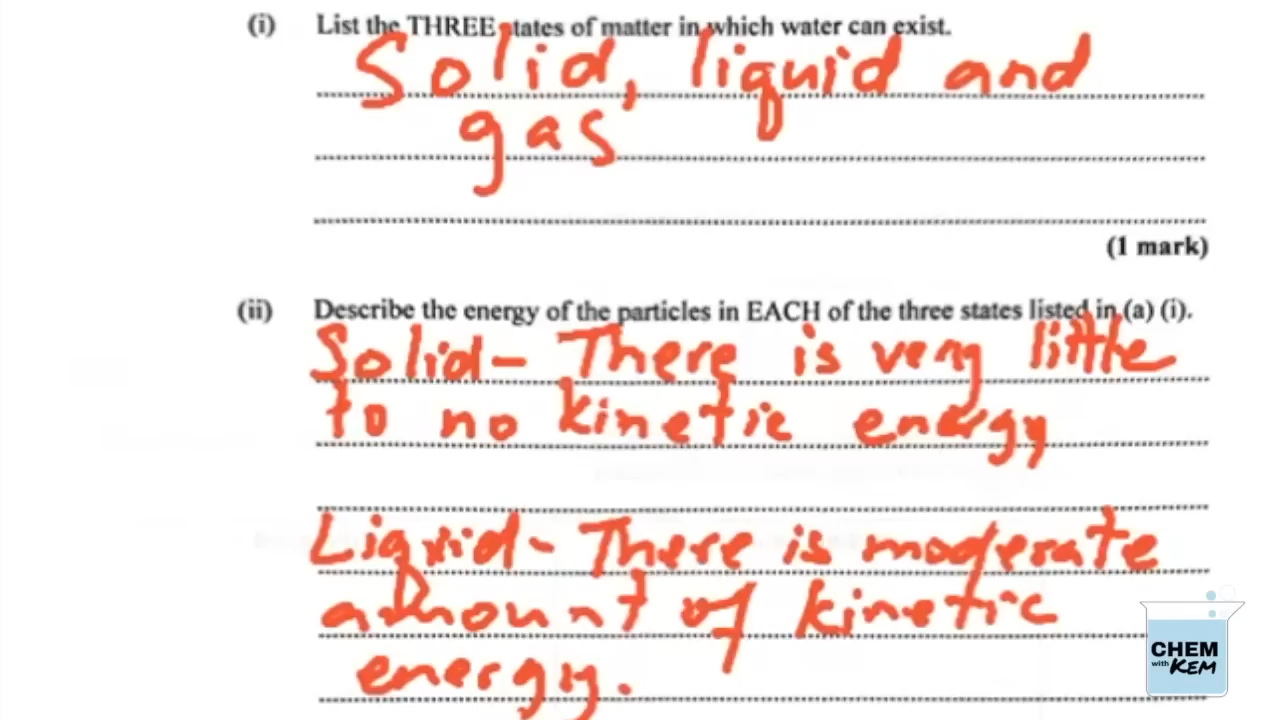 (i) List the THREE states of matter in which water can exist.
Solid, liquid and
gas
(1 mark)
(ii) Describe the energy of the particles in EACH of the three states listed in (a) (i).
Solid- There is very little
to no kinetic energy
Liquid- There is moderate
amount of kinetic
energy.
CHEM
with KEM